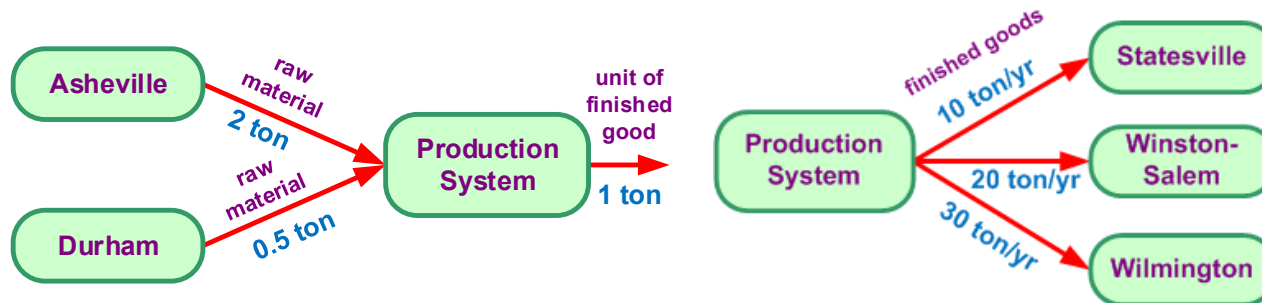 Asheville
raw
material
2 ton
Durham
raw
material
0.5 ton
Production
System
unit of
finished
good
1 ton
Production
System
finished goods
10 ton/yr
Statesville
20 ton/yr
Winston-
Salem
30 ton/yr
Wilmington